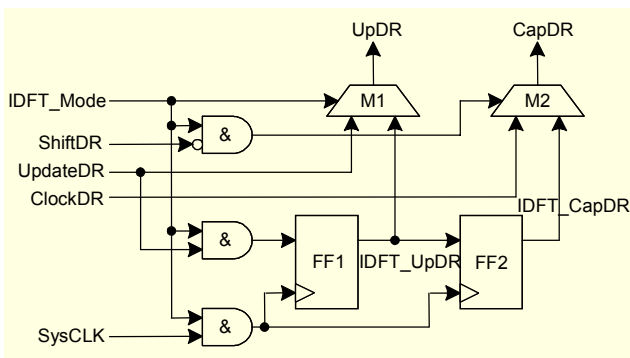 UpDR
CapDR
IDFT_Mode
M1
M2
&
ShiftDR
UpdateDR
ClockDR
IDFT_CapDR
&
FF1
IDFT_UpDR
FF2
&
SysCLK